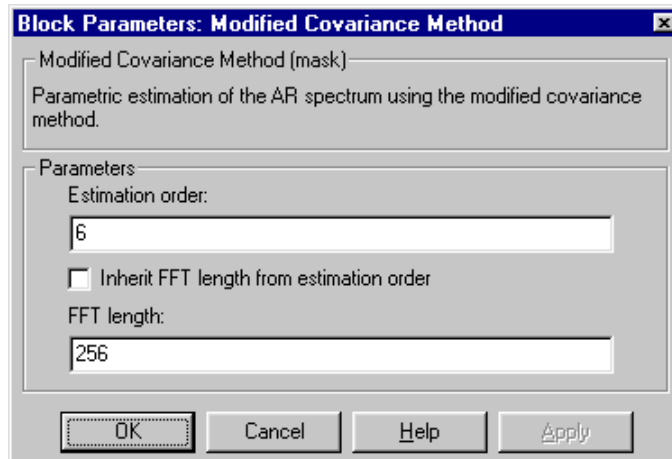 Block Parameters: Modified Covariance Method
Modified Covariance Method (mask)
Parametric estimation of the AR spectrum using the modified covariance
method.
Parameters
Estimation order:
6
Inherit FFT length from estimation order
FFT length:
256
OK Cancel Help Apply